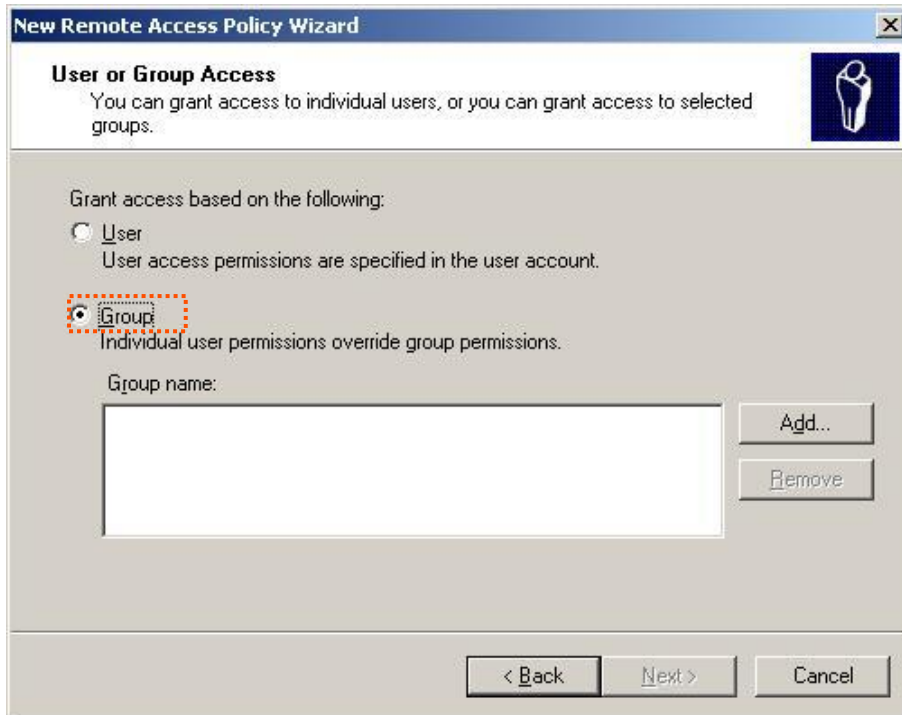 New Remote Access Policy Wizard
User or Group Access
You can grant access to individual users, or you can grant access to selected
groups.
Grant access based on the following:
User
User access permissions are specified in the user account.
Group
Individual user permissions override group permissions.
Group name:
Add...
Remove
< Back
Next >
Cancel